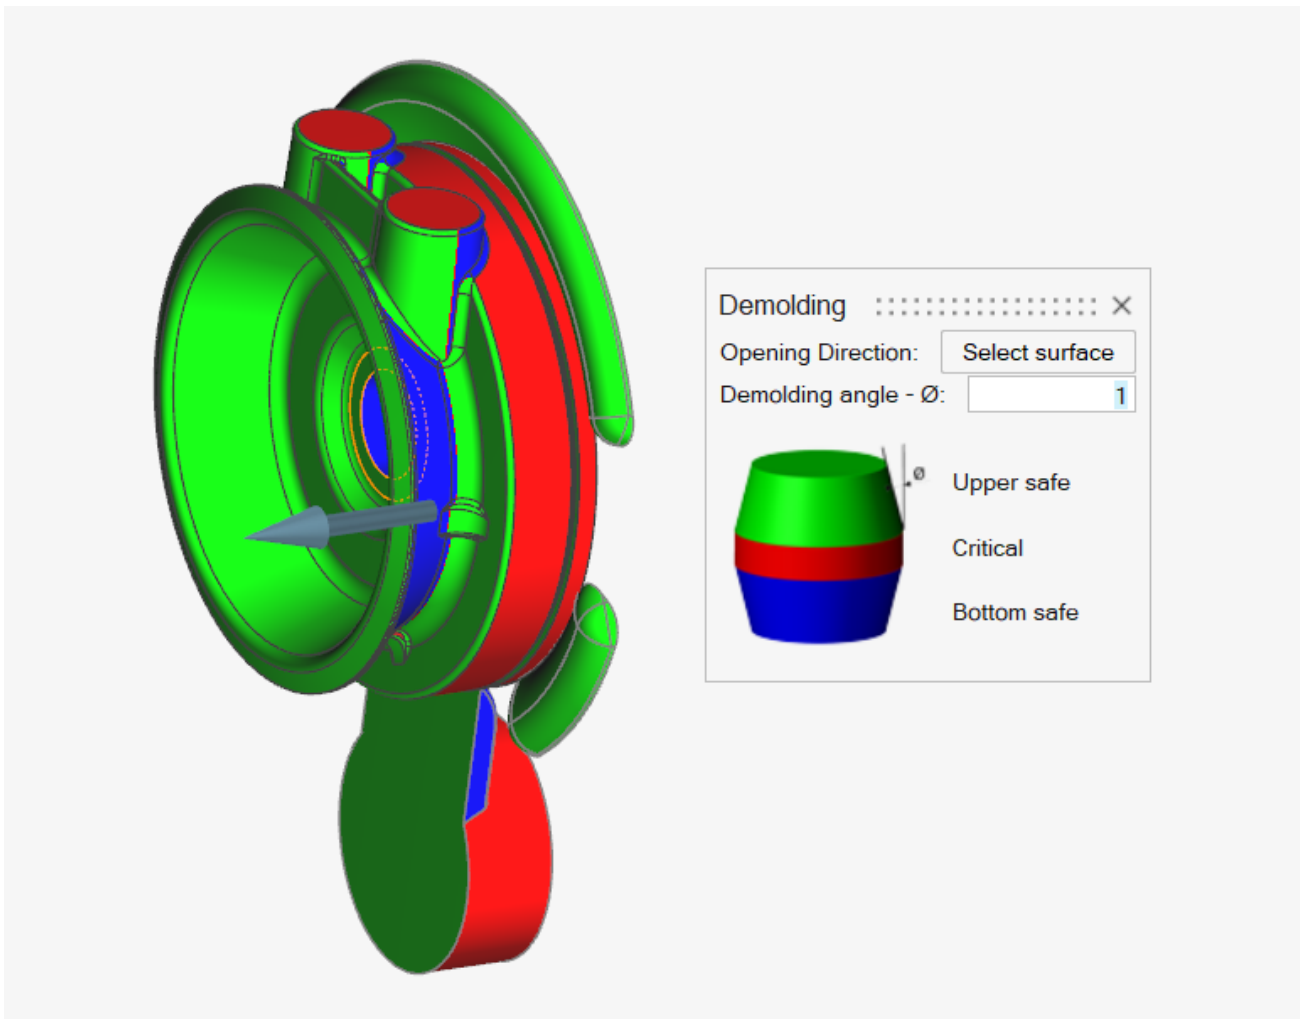 Demolding
Opening Direction: Select surface
Demolding angle - Ø: 1
ø
Upper safe
Critical
Bottom safe